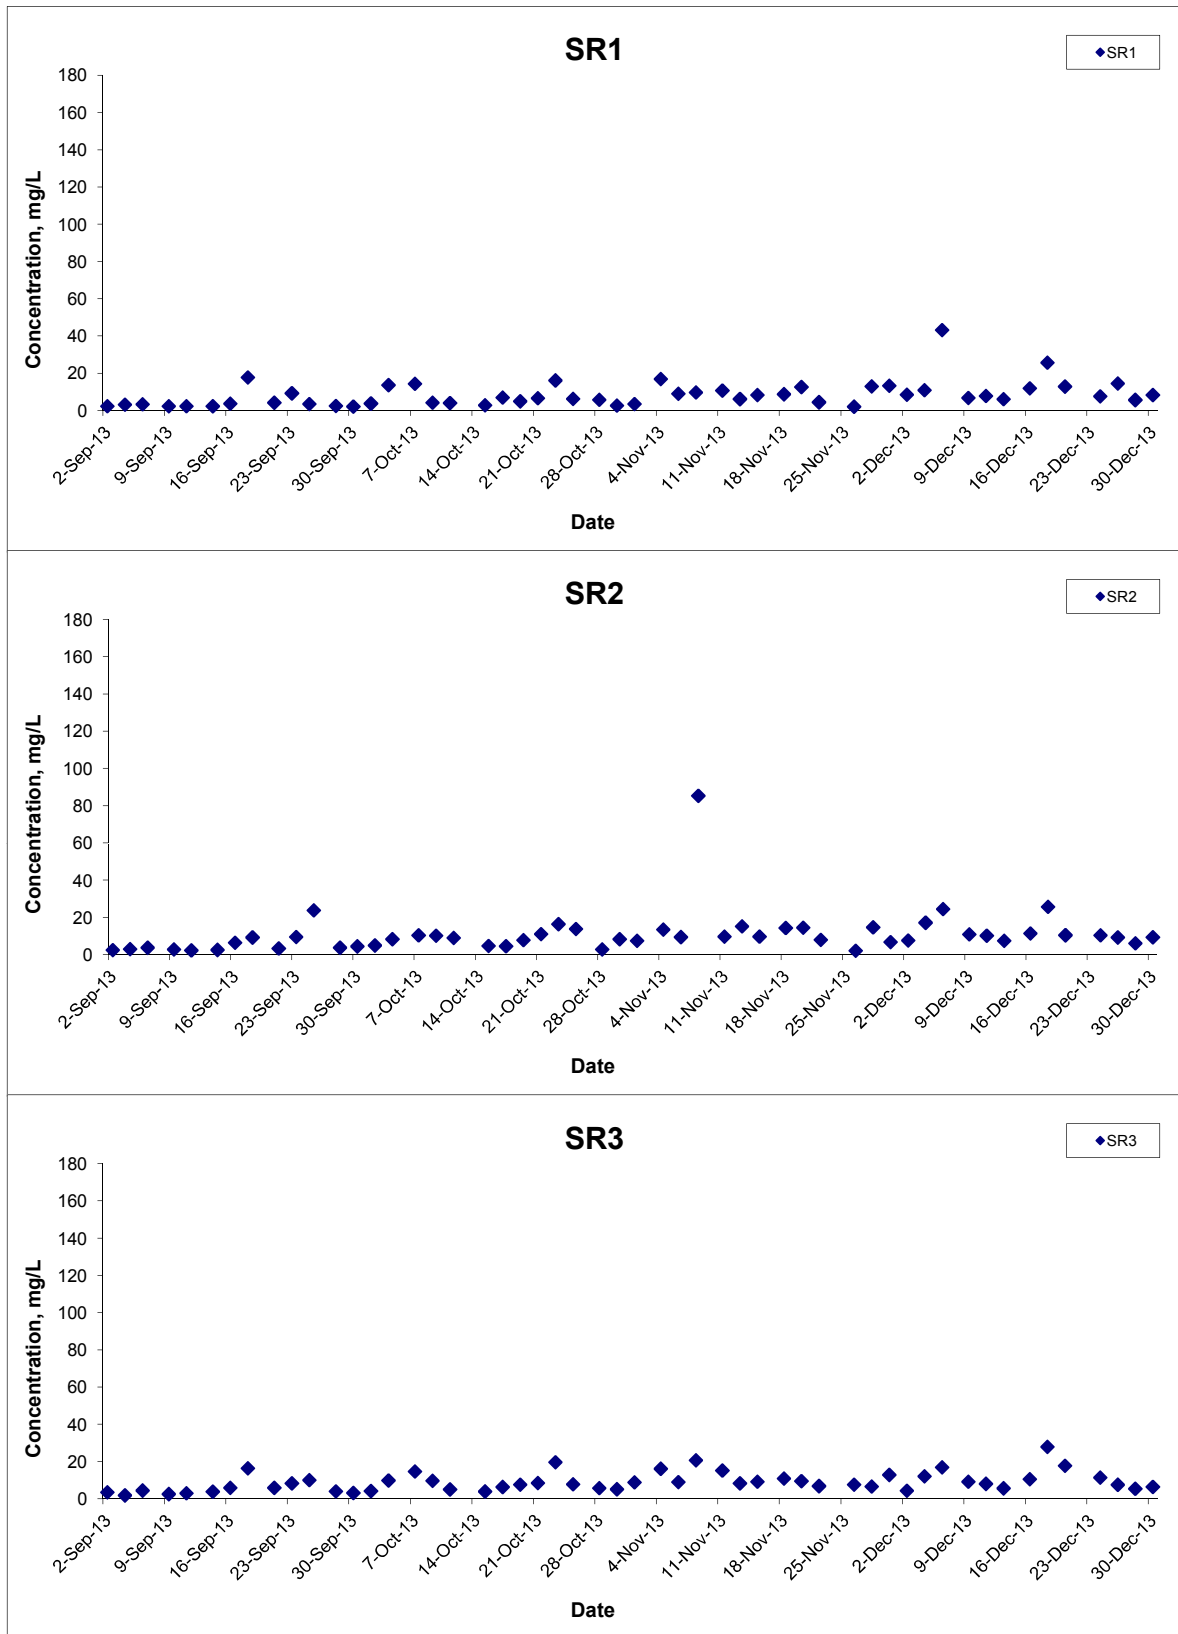 SR1
SR1
180
160
140
120
100
80
60
40
20
0
Concentration, mg/L
2-Sep-13
9-Sep-13
16-Sep-13
23-Sep-13
30-Sep-13
7-Oct-13
14-Oct-13
21-Oct-13
28-Oct-13
4-Nov-13
11-Nov-13
18-Nov-13
25-Nov-13
2-Dec-13
9-Dec-13
16-Dec-13
23-Dec-13
30-Dec-13
Date
SR2
SR2
180
160
140
120
100
80
60
40
20
0
Concentration, mg/L
2-Sep-13
9-Sep-13
16-Sep-13
23-Sep-13
30-Sep-13
7-Oct-13
14-Oct-13
21-Oct-13
28-Oct-13
4-Nov-13
11-Nov-13
18-Nov-13
25-Nov-13
2-Dec-13
9-Dec-13
16-Dec-13
23-Dec-13
30-Dec-13
Date
SR3
SR3
180
160
140
120
100
80
60
40
20
0
Concentration, mg/L
2-Sep-13
9-Sep-13
16-Sep-13
23-Sep-13
30-Sep-13
7-Oct-13
14-Oct-13
21-Oct-13
28-Oct-13
4-Nov-13
11-Nov-13
18-Nov-13
25-Nov-13
2-Dec-13
9-Dec-13
16-Dec-13
23-Dec-13
30-Dec-13
Date